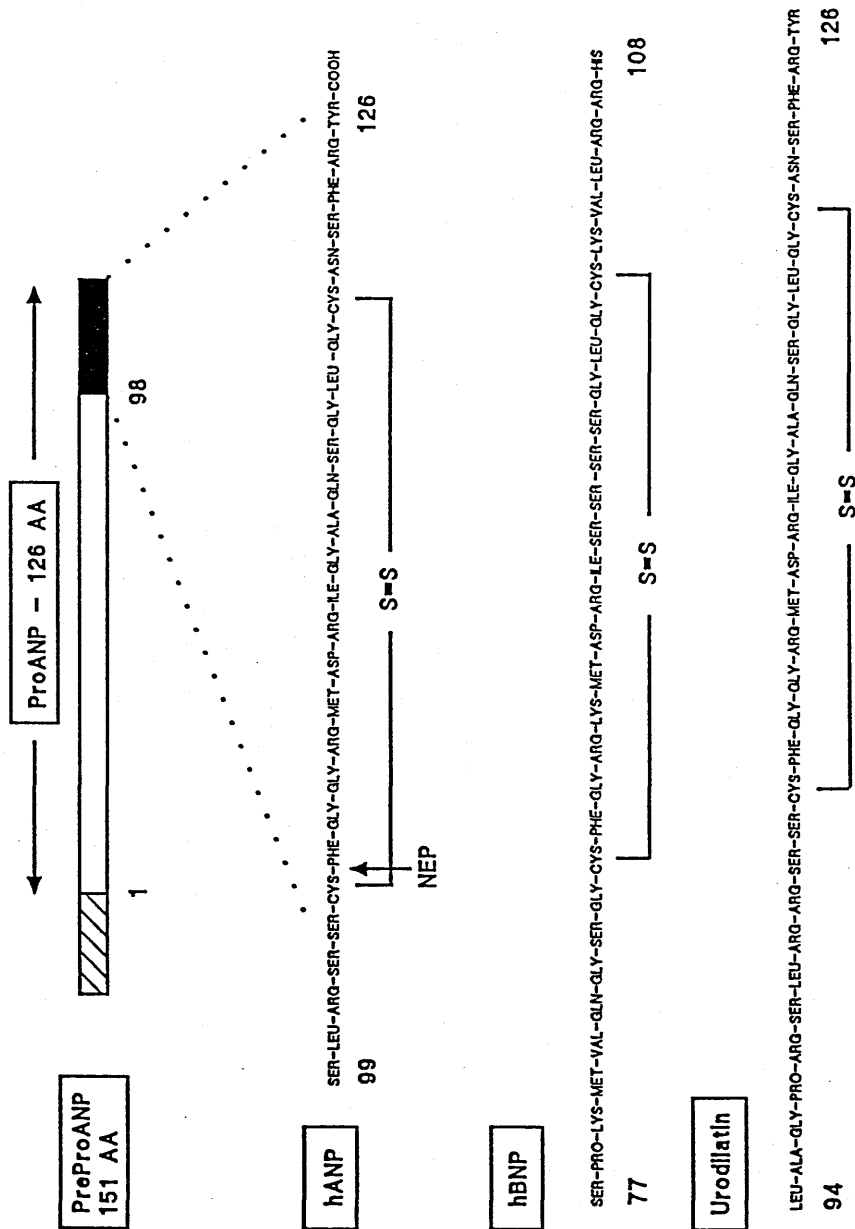 ProANP – 126 AA
PreProANP
151 AA
1
98
hANP
SER-LEU-ARG-SER-SER-CYS-PHE-GLY-GLY-ARG-MET-ASP-ARG-ILE-GLY-ALA-GLN-SER-GLY-LEU-GLY-CYS-ASN-SER-PHE-ARG-TYR-COOH
99
126
NEP
S=S
hBNP
SER-PRO-LYS-MET-VAL-GLN-GLY-SER-GLY-CYS-PHE-GLY-ARG-LYS-MET-ASP-ARG-ILE-SER-SER-SER-SER-GLY-LEU-GLY-CYS-LYS-VAL-LEU-ARG-ARG-HIS
77
108
S=S
Urodilatin
LEU-ALA-GLY-PRO-ARG-SER-LEU-ARG-ARG-SER-SER-CYS-PHE-GLY-GLY-ARG-MET-ASP-ARG-ILE-GLY-ALA-GLN-SER-GLY-LEU-GLY-CYS-ASN-SER-PHE-ARG-TYR
94
126
S=S